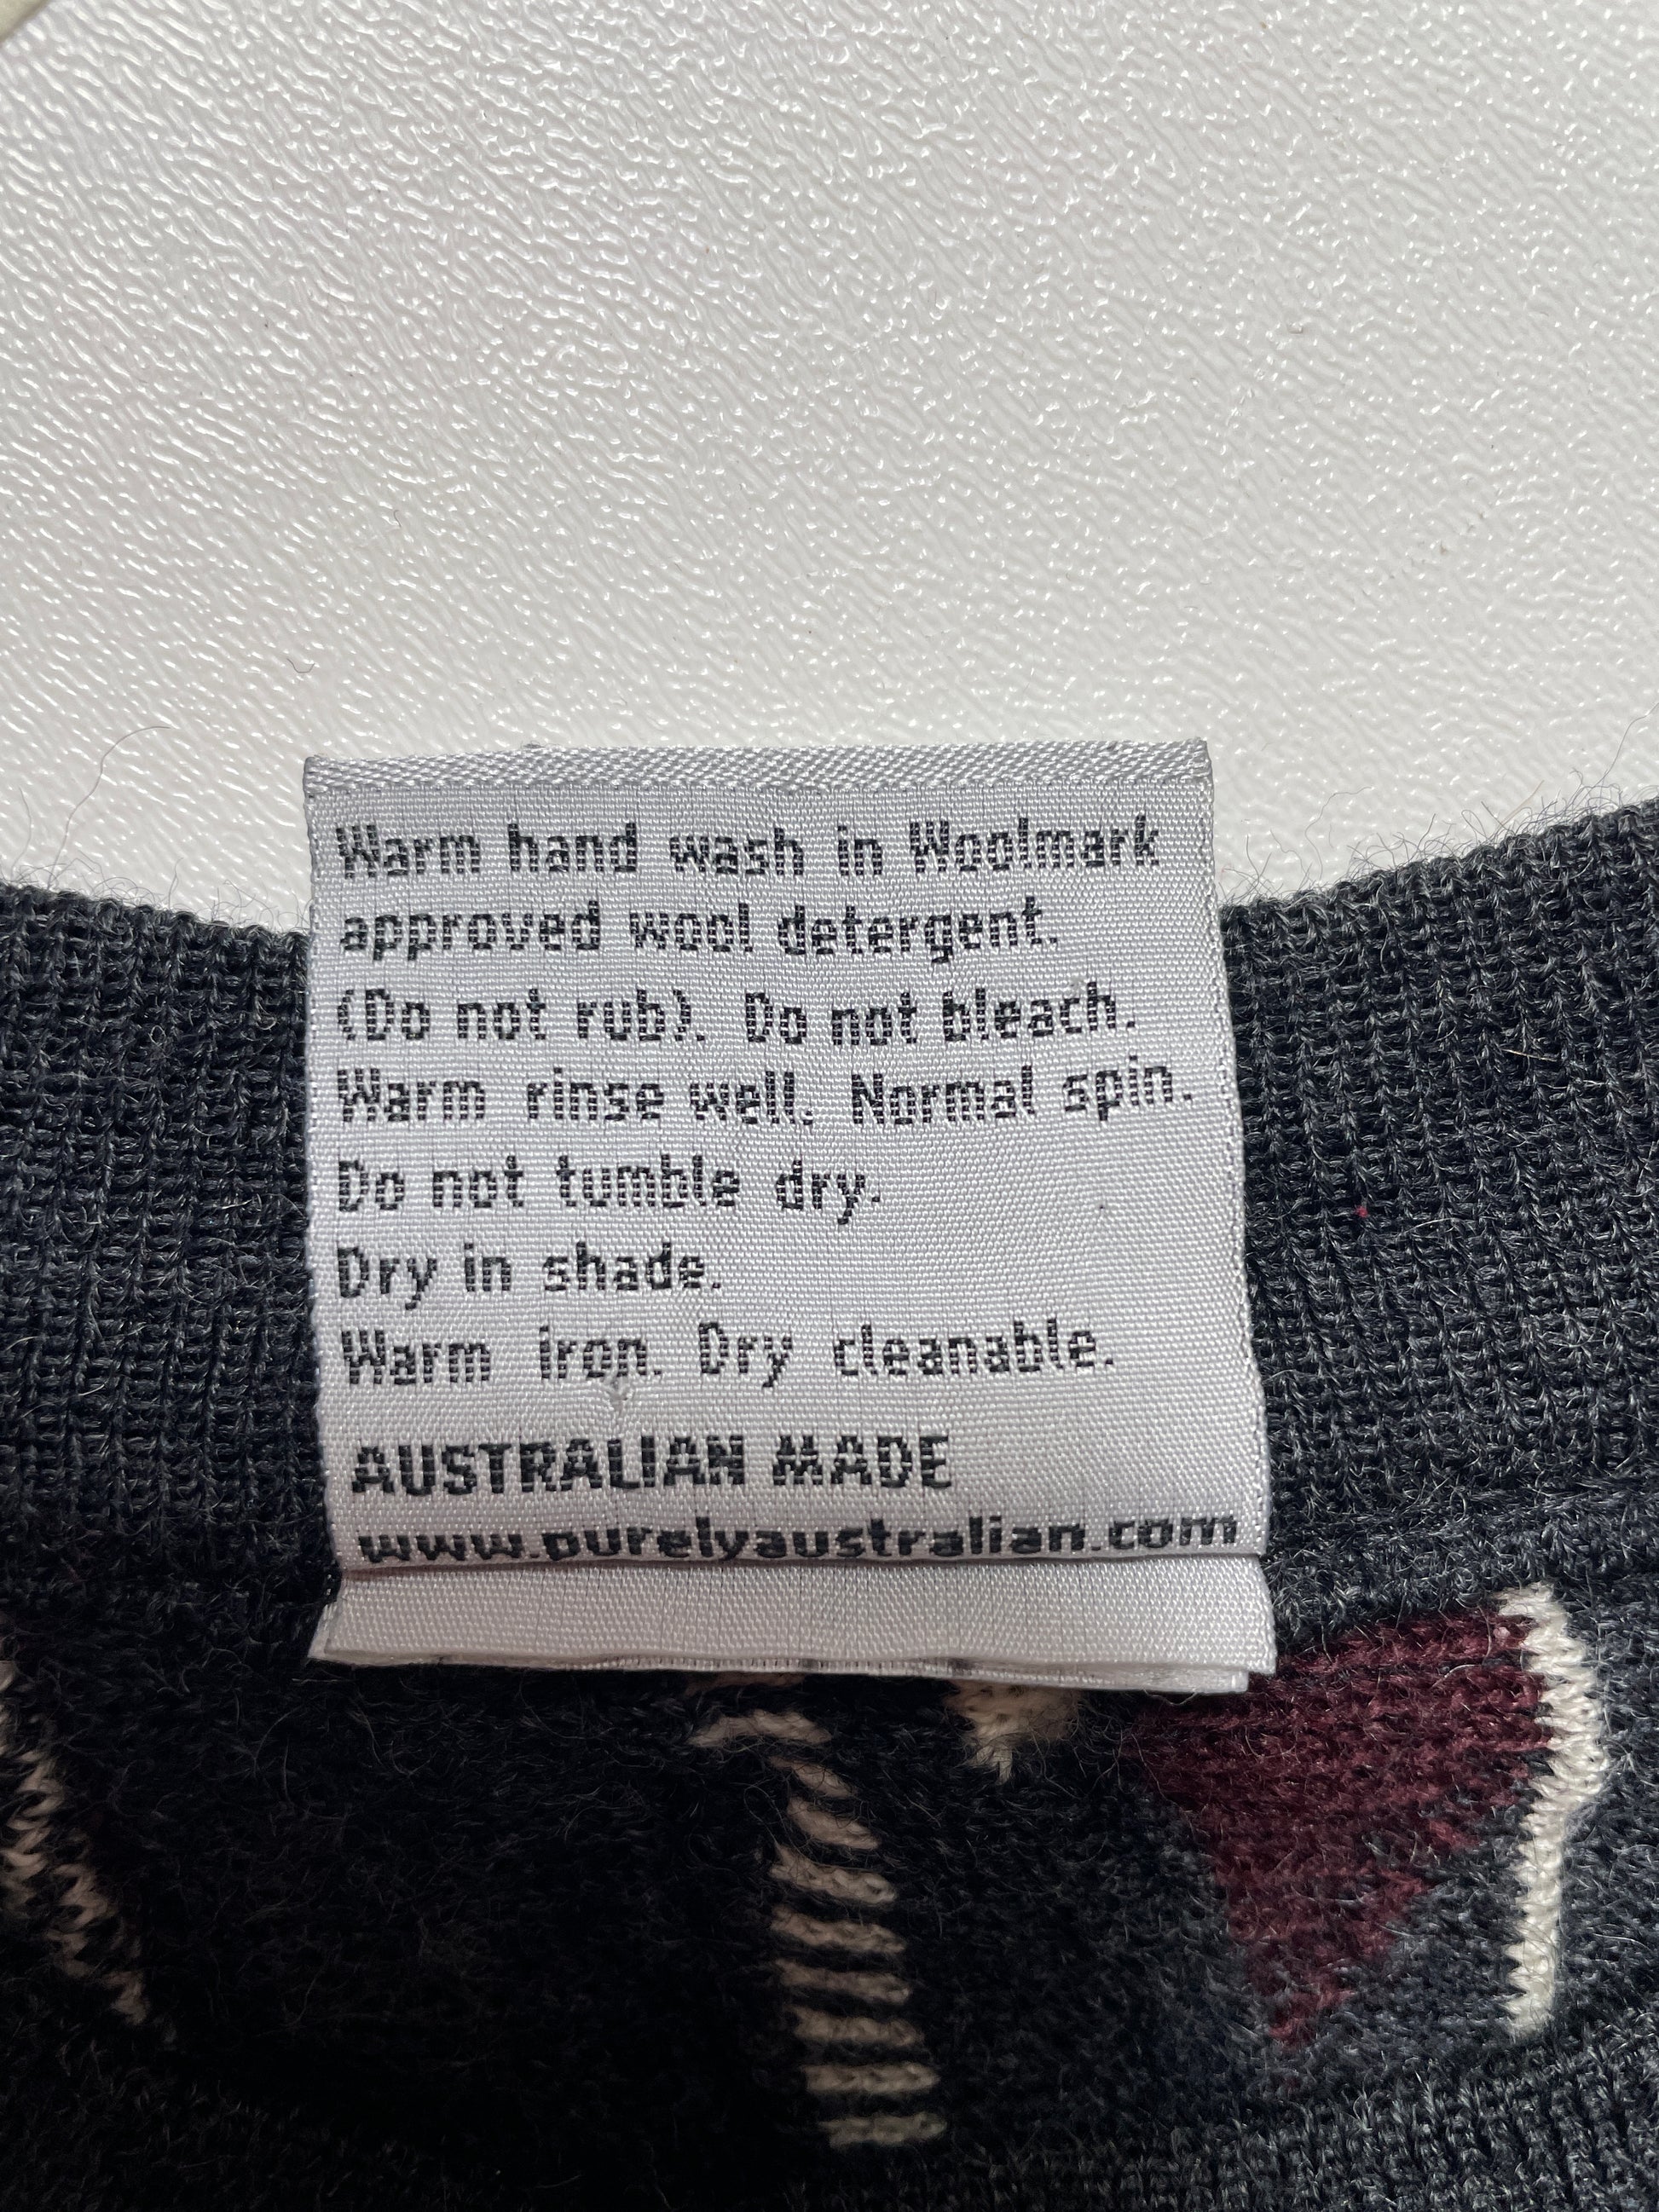 Warm hand wash in Woolmark
approved wool detergent.
(Do not rub). Do not bleach.
Warm rinse well. Normal spin.
Do not tumble dry.
Dry in shade.
Warm iron. Dry cleanable.
AUSTRALIAN MADE
www.purelyaustralian.com